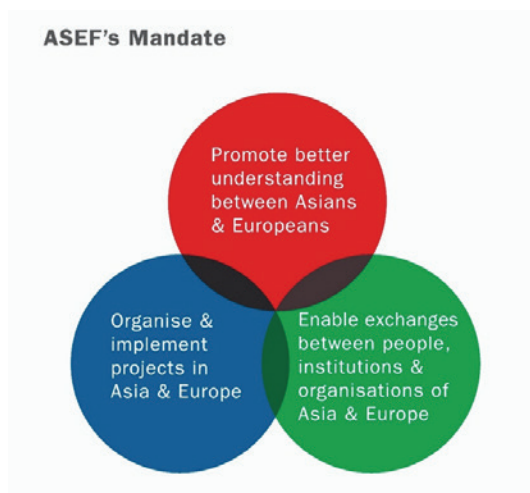 ASEF's Mandate
Promote better
understanding
between Asians
& Europeans
Organise &
implement
projects in
Asia & Europe
Enable exchanges
between people,
institutions &
organisations of
Asia & Europe